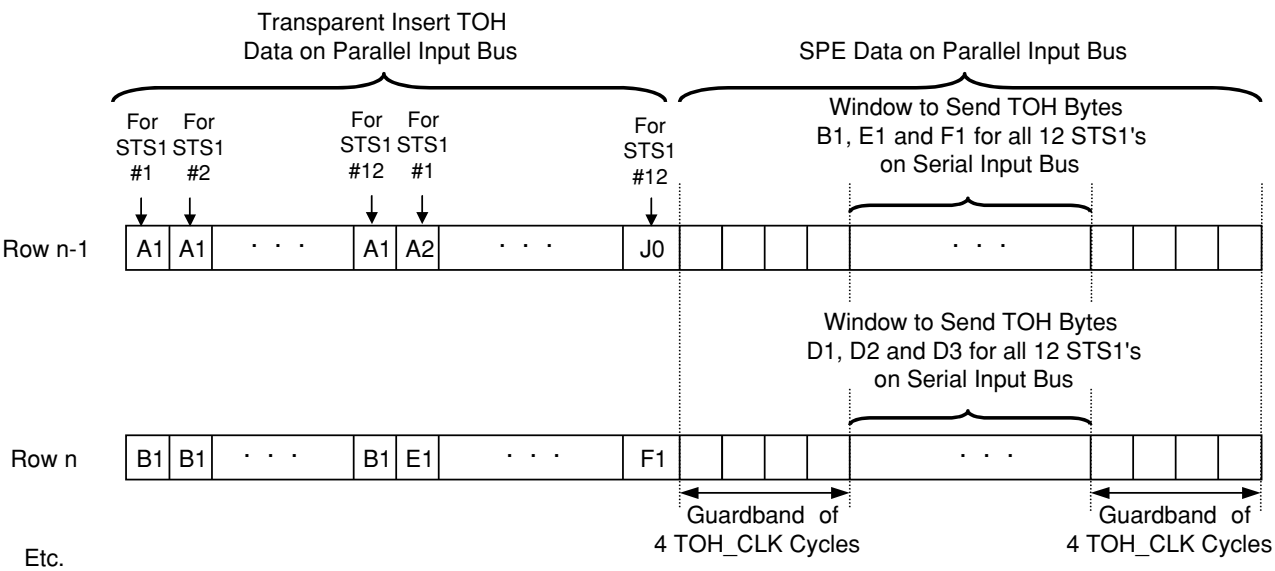 Transparent Insert TOH
Data on Parallel Input Bus
SPE Data on Parallel Input Bus
For
STS1
#1
For
STS1
#2
For
STS1
#12
For
STS1
#1
For
STS1
#12
Window to Send TOH Bytes
B1, E1 and F1 for all 12 STS1's
on Serial Input Bus
Row n-1 A1 A1 . . . A1 A2 . . . J0 . . .
Window to Send TOH Bytes
D1, D2 and D3 for all 12 STS1's
on Serial Input Bus
Row n B1 B1 . . . B1 E1 . . . F1 . . .
Guardband of
4 TOH_CLK Cycles
Guardband of
4 TOH_CLK Cycles
Etc.